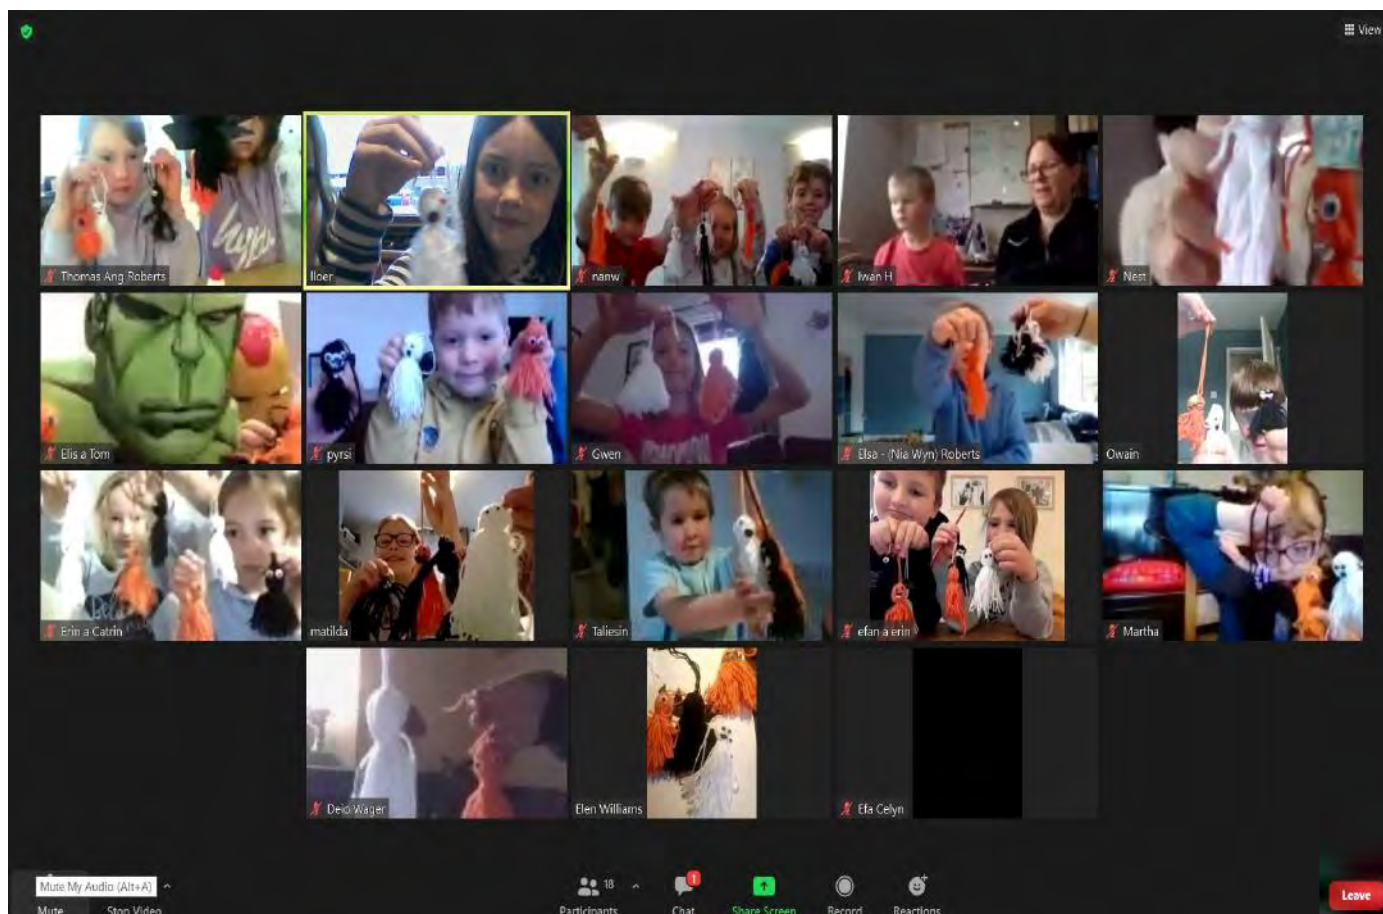 View
Thomas Ang Roberts
lloer
nanw
Iwan H
Nest
Elis a Tom
pyrsi
Gwen
Elsa - (Nia Wyn) Roberts
Owain
Erin a Catrin
matilda
Taliesin
efan a erin
Martha
Deio Wager
Elen Williams
Efa Celyn
Mute My Audio (Alt+A)
18
1
Leave
Mute
Stop Video
Participants
Chat
Share Screen
Record
Reactions